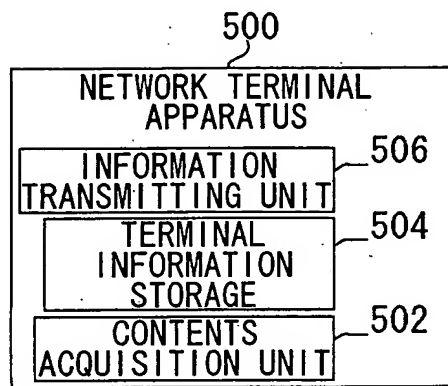 500
NETWORK TERMINAL
APPARATUS
INFORMATION
TRANSMITTING UNIT
506
TERMINAL
INFORMATION
STORAGE
504
CONTENTS
ACQUISITION UNIT
502